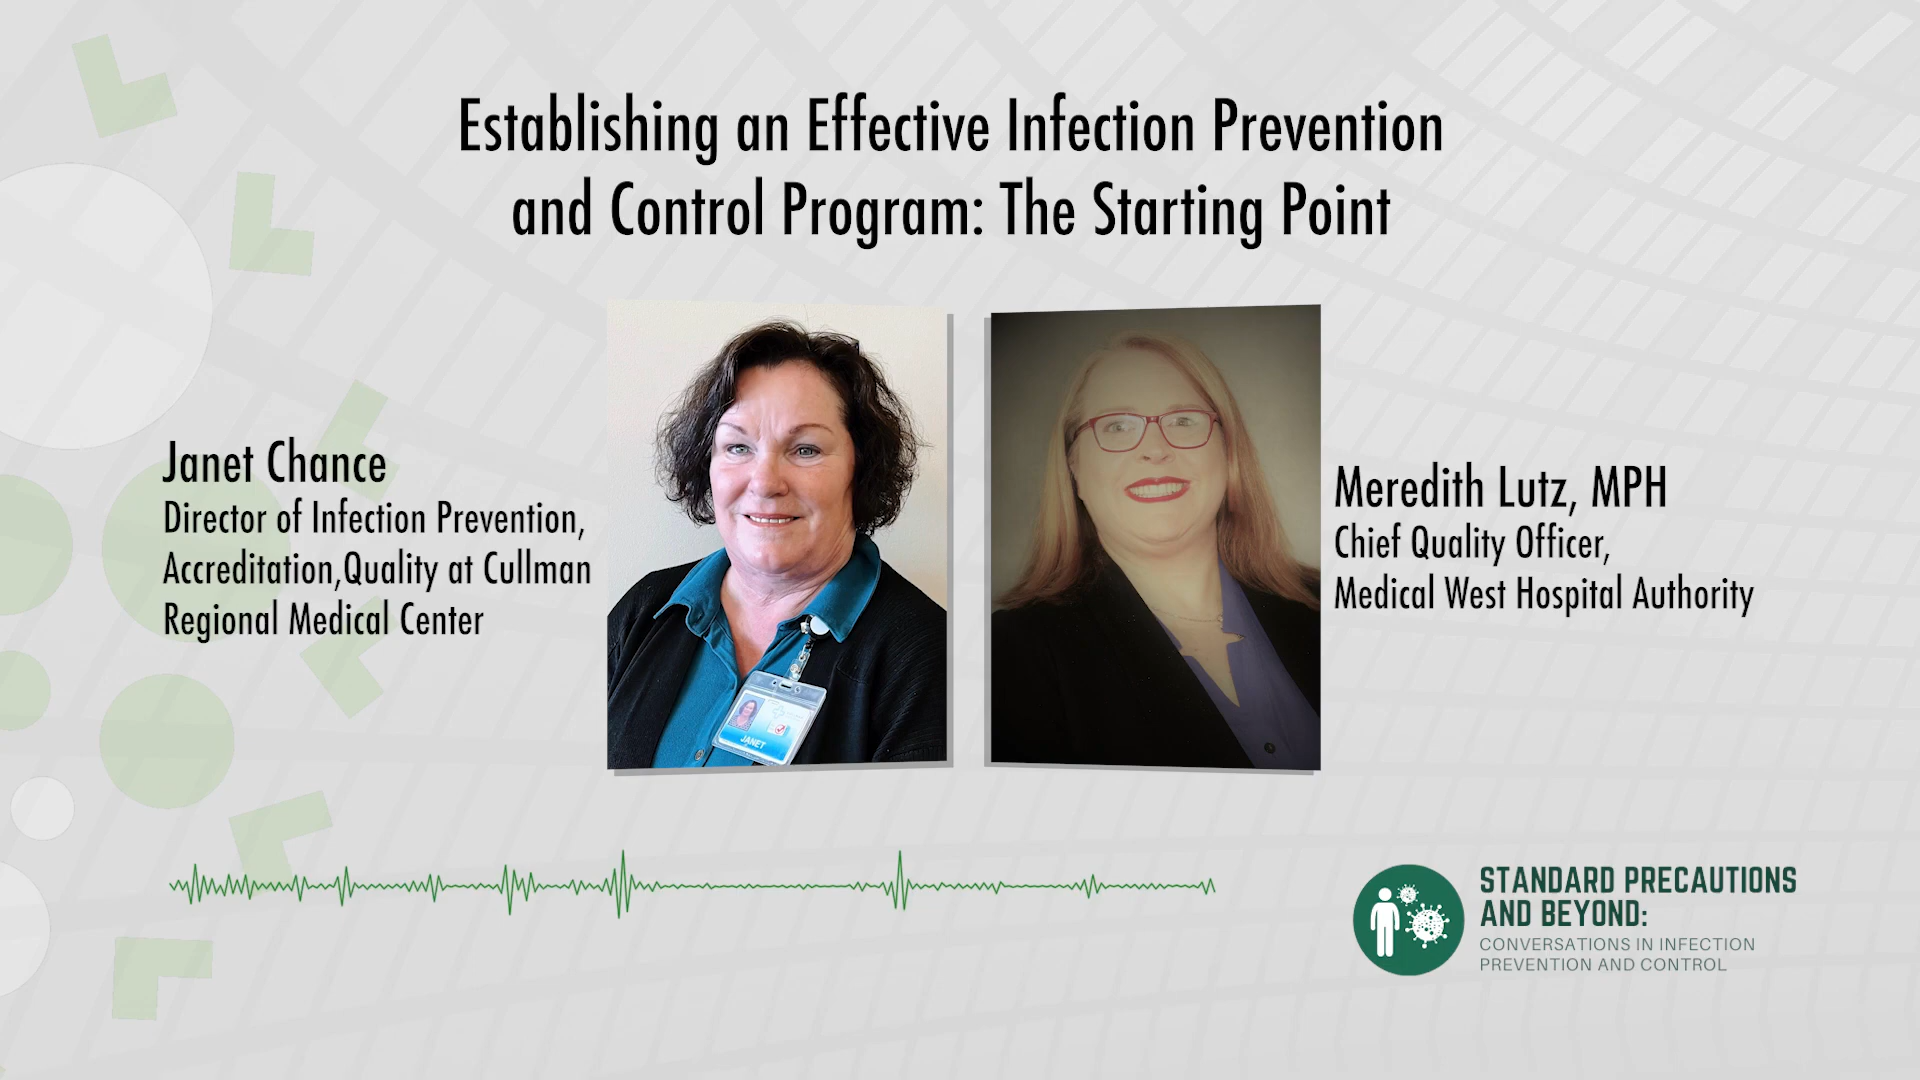 Establishing an Effective Infection Prevention
and Control Program: The Starting Point
Janet Chance
Director of Infection Prevention,
Accreditation,Quality at Cullman
Regional Medical Center
JANET
Meredith Lutz, MPH
Chief Quality Officer,
Medical West Hospital Authority
STANDARD PRECAUTIONS
AND BEYOND:
CONVERSATIONS IN INFECTION
PREVENTION AND CONTROL